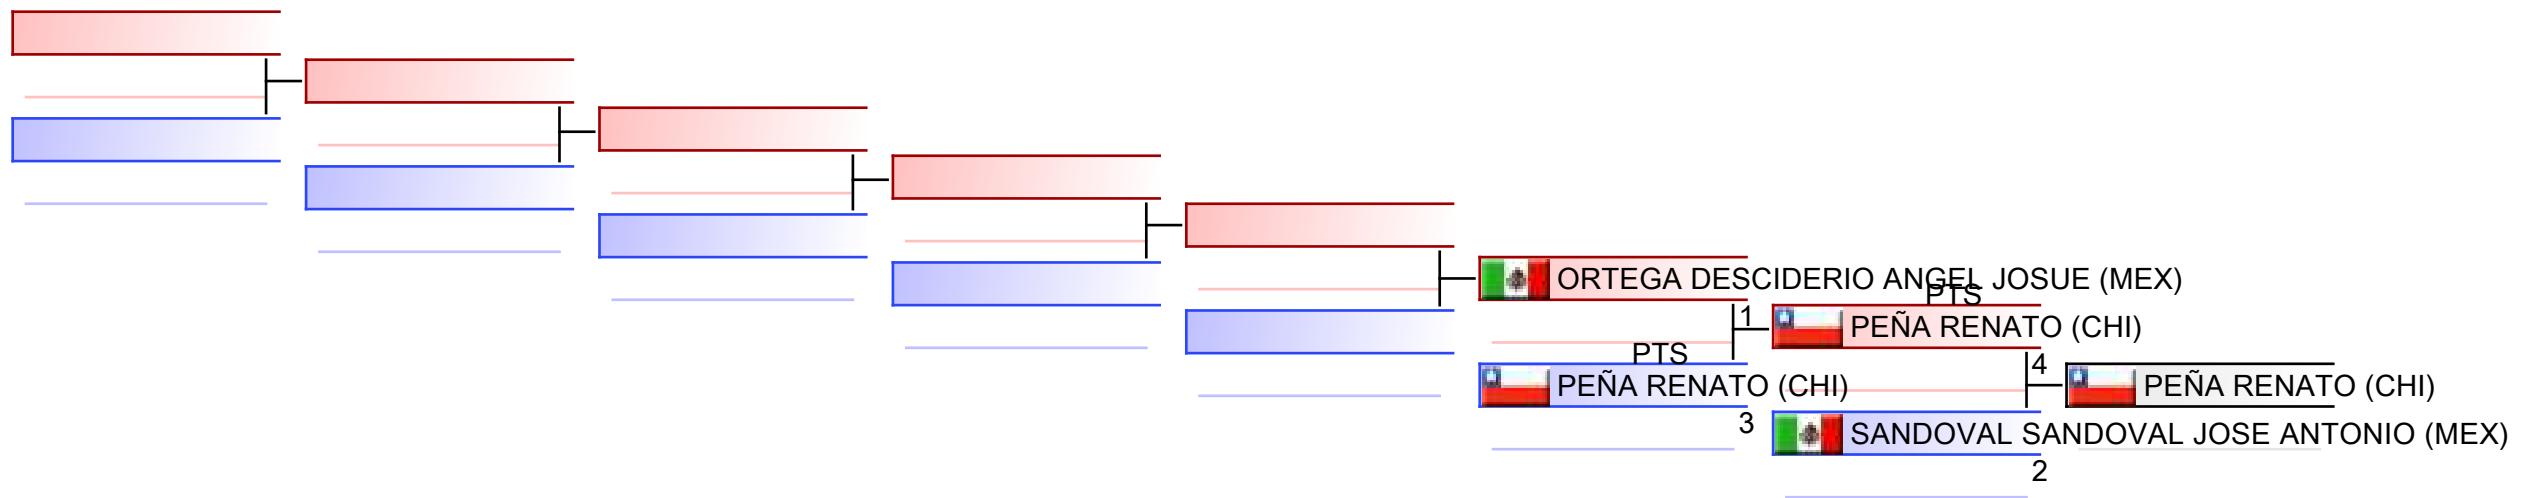 ORTEGA DESCIDERIO ANGEL JOSUE (MEX)
PTS
1
PEÑA RENATO (CHI)
PTS
4
PEÑA RENATO (CHI)
PEÑA RENATO (CHI)
3
SANDOVAL SANDOVAL JOSE ANTONIO (MEX)
2